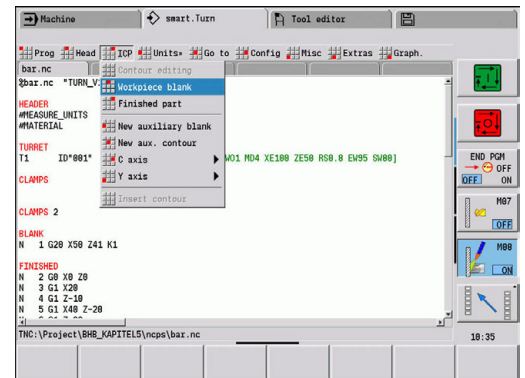 Machine
smart.Turn
Tool editor
Prog Head ICP Units» Go to Config Misc Extras Graph.
bar.nc
Contour editing
Workpiece blank
Finished part
New auxiliary blank
New aux. contour
C axis
Y axis
Insert contour
HEADER
#MEASURE_UNITS
#MATERIAL
TURRET
T1 ID"001" WO1 MD4 XE100 ZE50 RS0.8 EW95 SW80]
CLAMPS
CLAMPS 2
BLANK
N 1 G20 X50 Z41 K1
FINISHED
N 2 G0 X0 Z0
N 3 G1 X20
N 4 G1 Z-10
N 5 G1 X40 Z-20
TNC:\Project\BHB_KAPITEL5\ncps\bar.nc
END PGM
OFF
OFF ON
M07
OFF
M08
ON
10:35